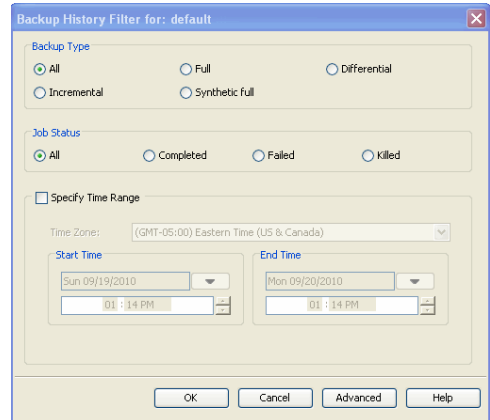 Backup History Filter for: default
Backup Type
All Full Differential
Incremental Synthetic full
Job Status
All Completed Failed Killed
Specify Time Range
Time Zone: (GMT-05:00) Eastern Time (US & Canada)
Start Time End Time
Sun 09/19/2010 Mon 09/20/2010
01 : 14 PM 01 : 14 PM
OK Cancel Advanced Help